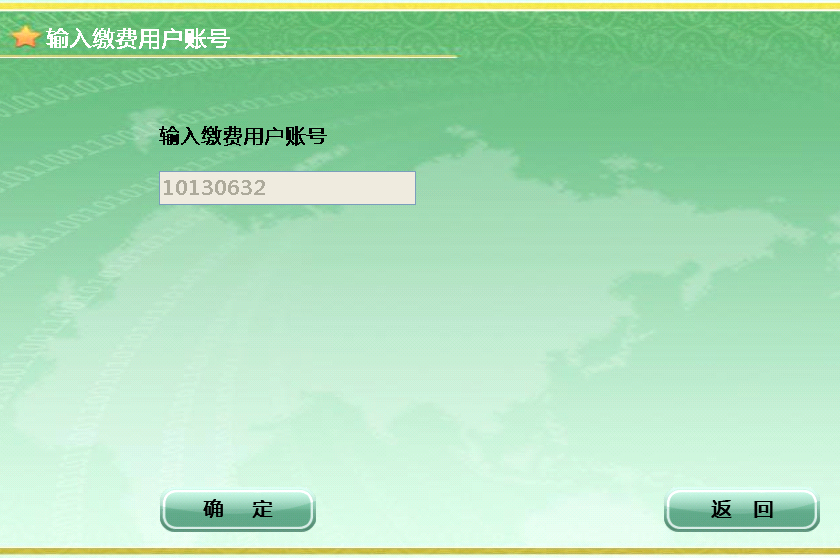 输入缴费用户账号
输入缴费用户账号
10130632
确 定
返 回